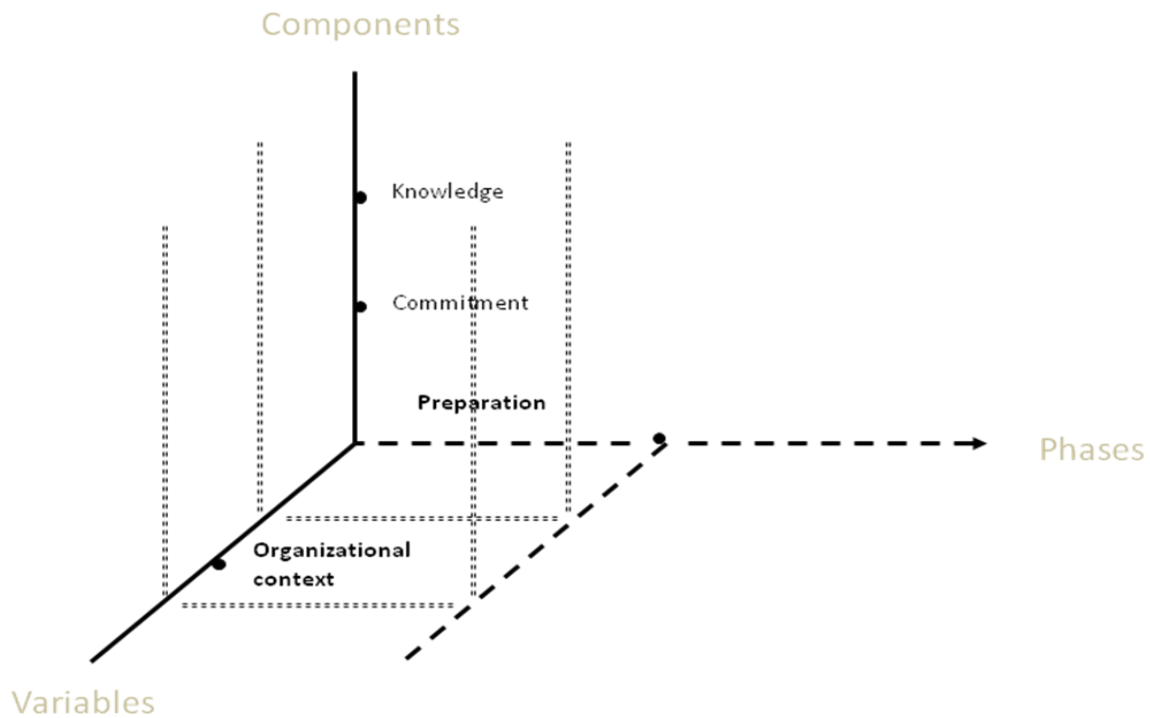 Components
Knowledge
Commitment
Preparation
Phases
Organizational
context
Variables